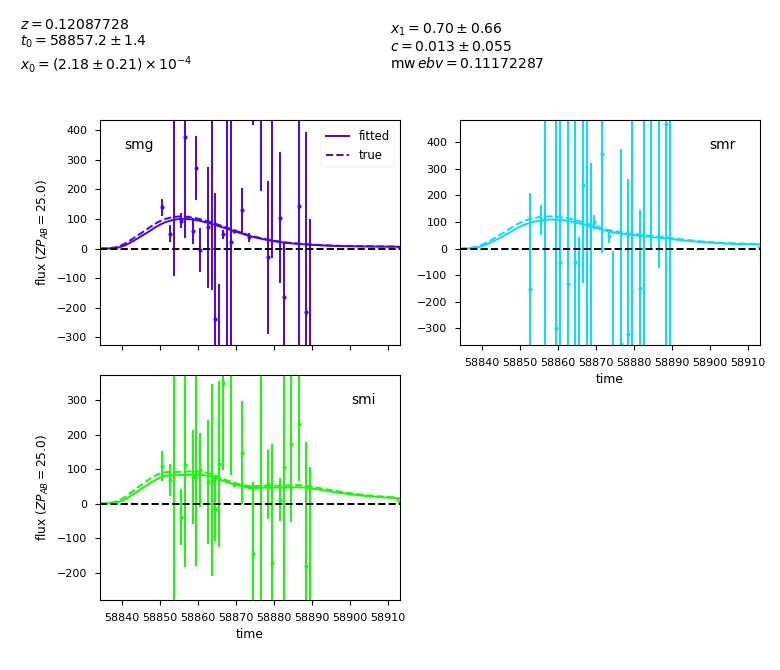 z = 0.12087728
t₀ = 58857.2 ± 1.4
x₀ = (2.18 ± 0.21) × 10⁻⁴
x₁ = 0.70 ± 0.66
c = 0.013 ± 0.055
mw ebv = 0.11172287
400
300
200
100
0
−100
−200
−300
flux (ZP_AB = 25.0)
smg
fitted
true
400
300
200
100
0
−100
−200
−300
smr
58840 58850 58860 58870 58880 58890 58900 58910
time
300
200
100
0
−100
−200
flux (ZP_AB = 25.0)
smi
58840 58850 58860 58870 58880 58890 58900 58910
time